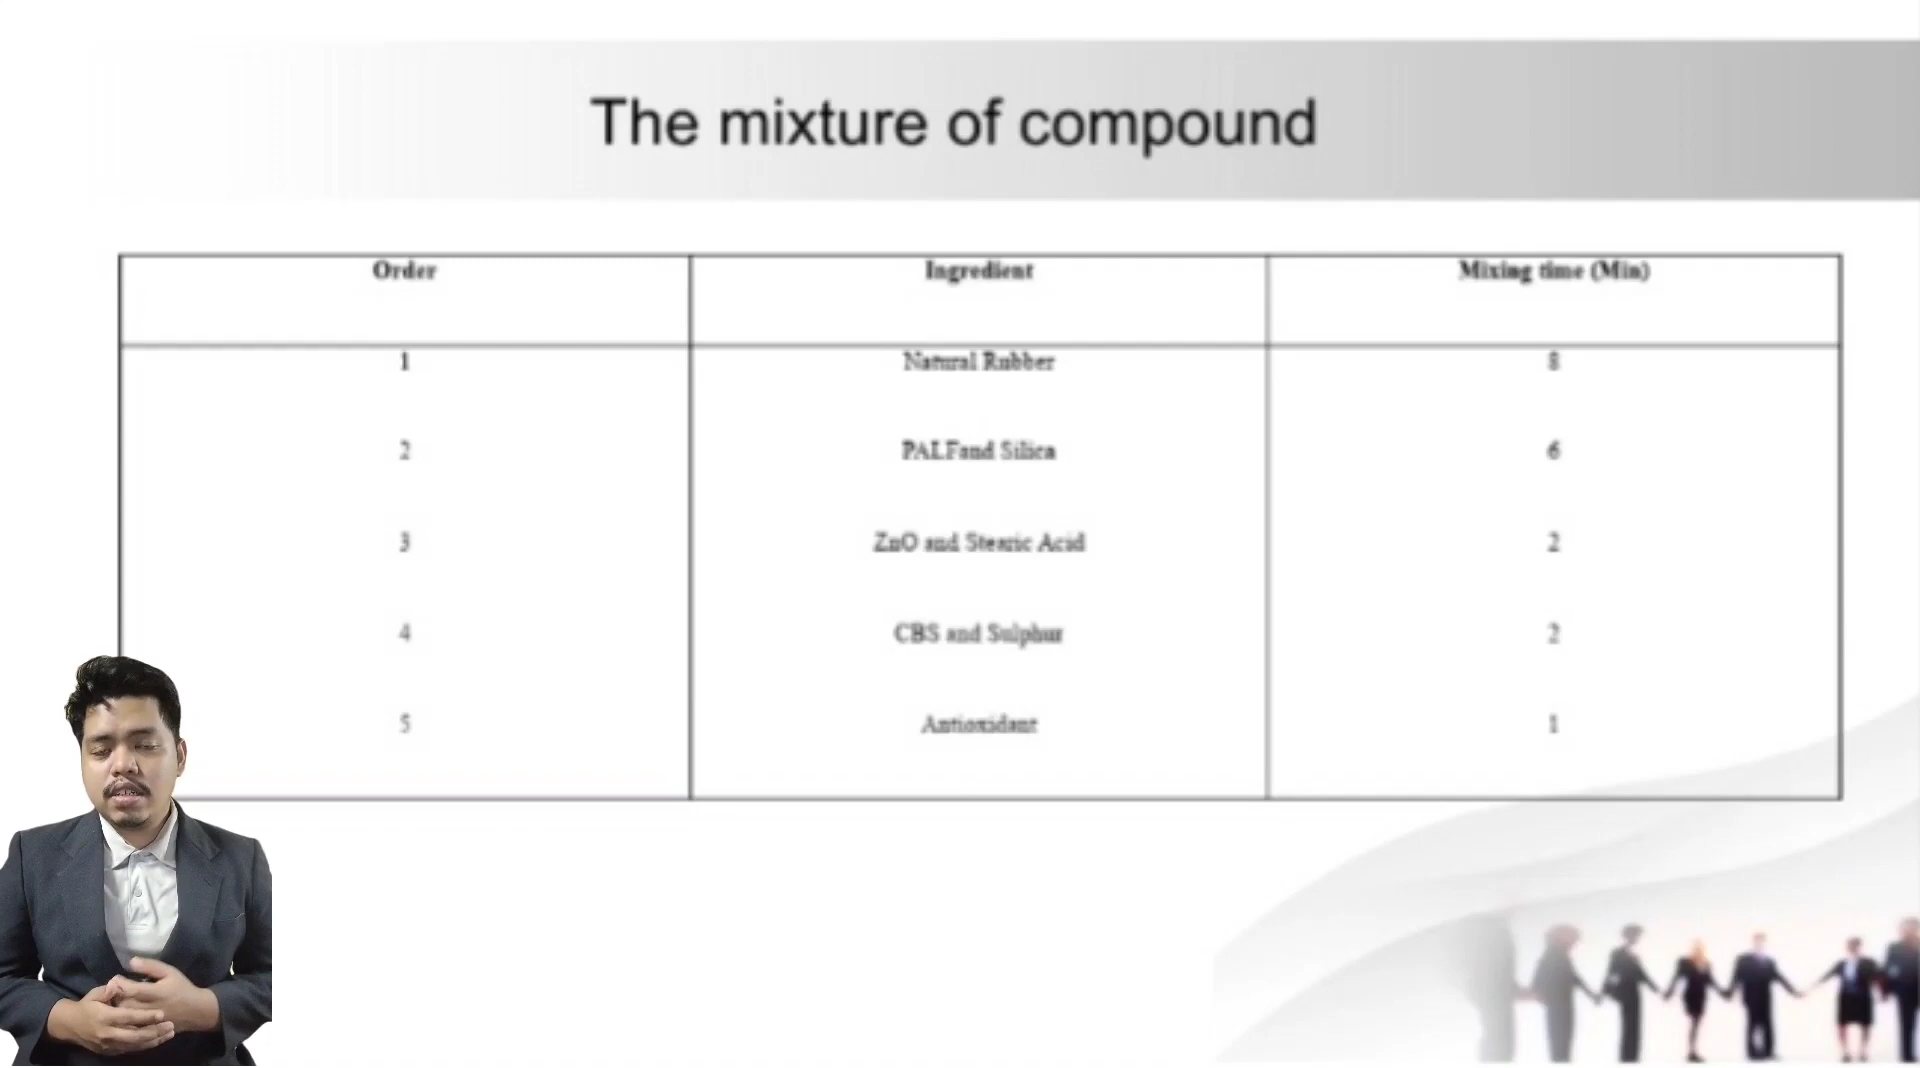 The mixture of compound
Order Ingredient Mixing time (Min)
1 Natural Rubber 8
2 PALFand Silica 6
3 ZnO and Stearic Acid 2
4 CBS and Sulphur 2
5 Antioxidant 1